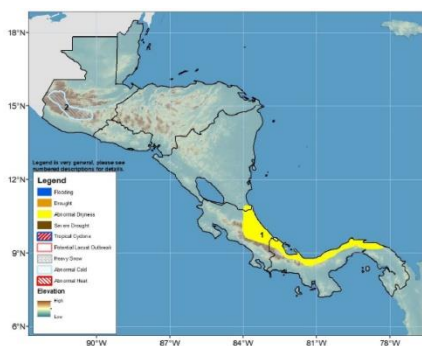 18°N
15°N
12°N
9°N
6°N
90°W
87°W
84°W
81°W
78°W
2
1
Legend is very general, please see
numbered descriptions for details.
Legend
Flooding
Drought
Abnormal Dryness
Severe Drought
Tropical Cyclone
Potential Locust Outbreak
Heavy Snow
Abnormal Cold
Abnormal Heat
Elevation
High
Low